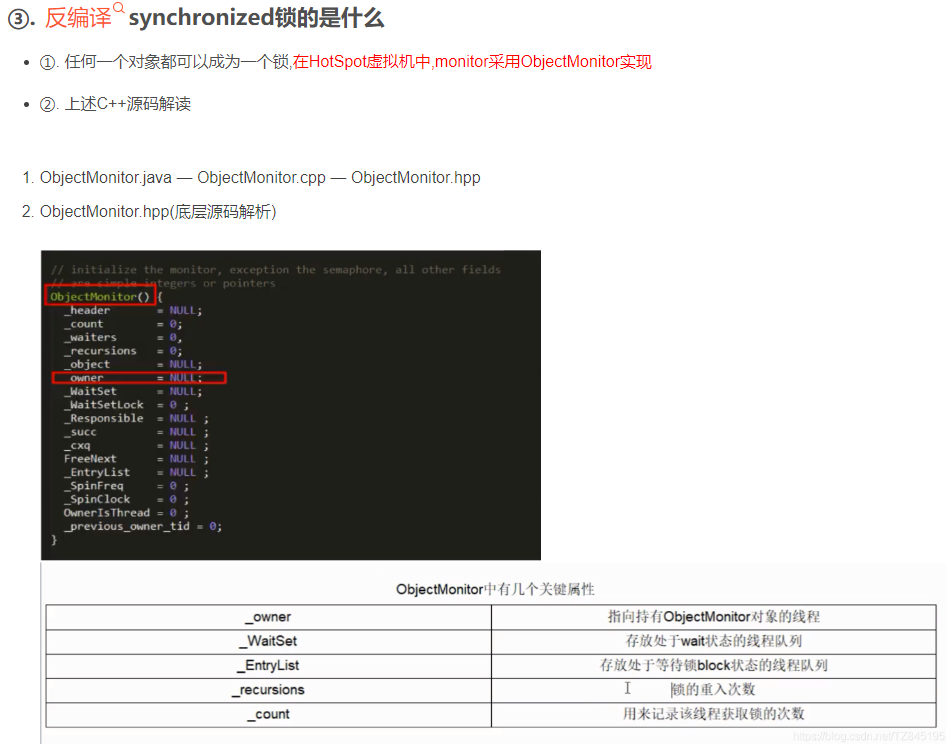 ③. 反编译 synchronized锁的是什么
①. 任何一个对象都可以成为一个锁,在HotSpot虚拟机中,monitor采用ObjectMonitor实现
②. 上述C++源码解读
1. ObjectMonitor.java — ObjectMonitor.cpp — ObjectMonitor.hpp
2. ObjectMonitor.hpp(底层源码解析)
// initialize the monitor, exception the semaphore, all other fields
// are simple integers or pointers
ObjectMonitor() {
_header = NULL;
_count = 0;
_waiters = 0,
_recursions = 0;
_object = NULL;
_owner = NULL;
_WaitSet = NULL;
_WaitSetLock = 0 ;
_Responsible = NULL ;
_succ = NULL ;
_cxq = NULL ;
FreeNext = NULL ;
_EntryList = NULL ;
_SpinFreq = 0 ;
_SpinClock = 0 ;
OwnerIsThread = 0 ;
_previous_owner_tid = 0;
}
ObjectMonitor中有几个关键属性
_owner 指向持有ObjectMonitor对象的线程
_WaitSet 存放处于wait状态的线程队列
_EntryList 存放处于等待锁block状态的线程队列
_recursions 锁的重入次数
_count 用来记录该线程获取锁的次数
https://blog.csdn.net/TZ845195